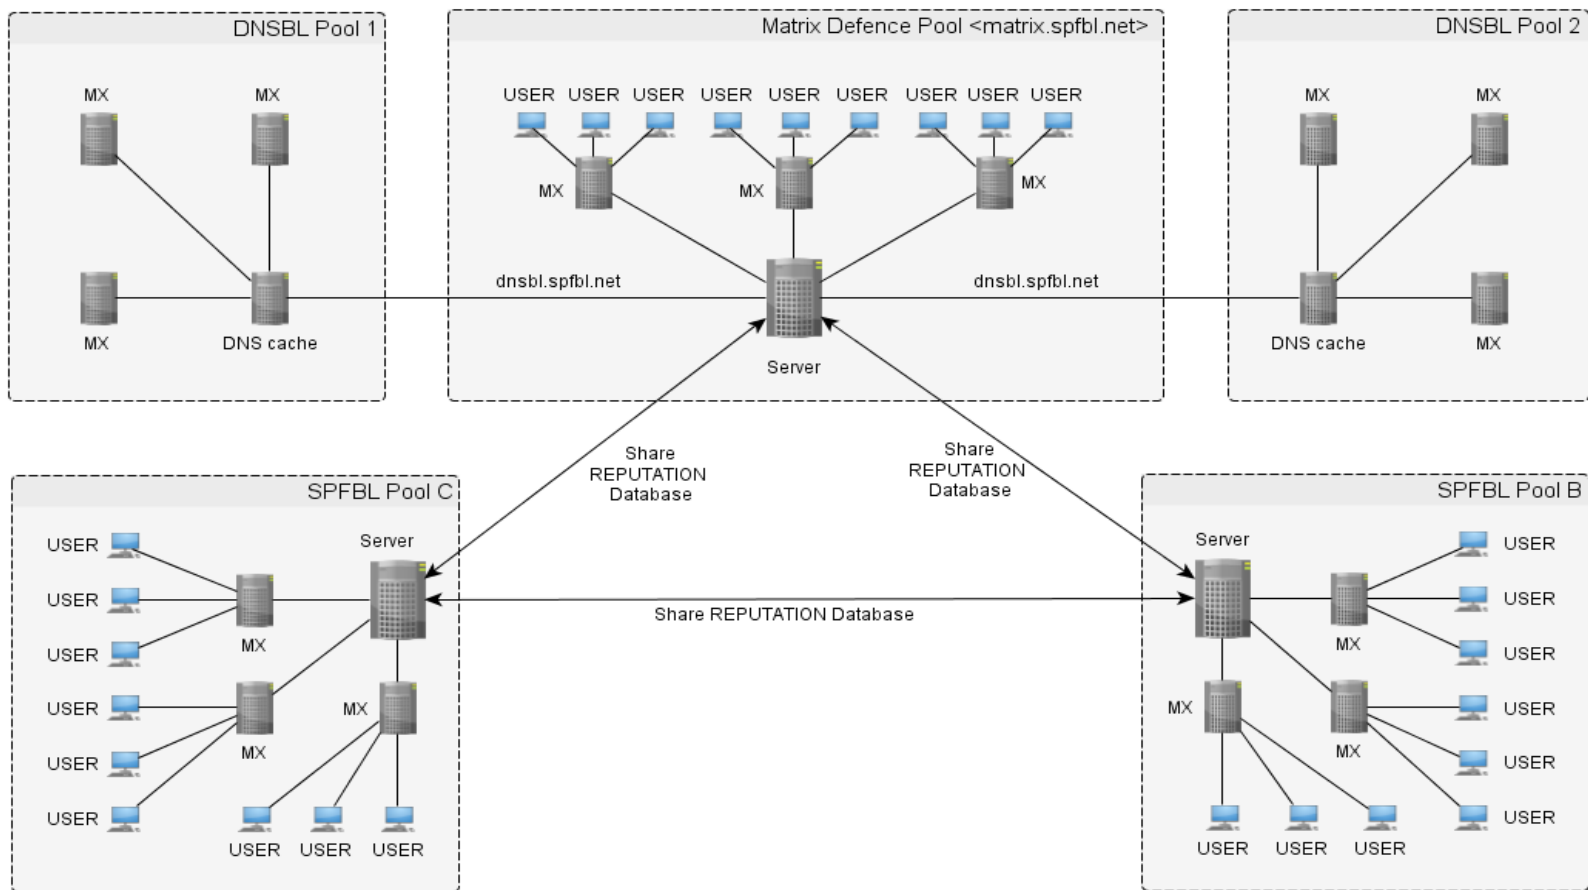 DNSBL Pool 1
MX
MX
MX
DNS cache
Matrix Defence Pool <matrix.spfbl.net>
USER USER USER USER USER USER USER USER USER
MX
MX
MX
dnsbl.spfbl.net
dnsbl.spfbl.net
Server
DNSBL Pool 2
MX
MX
DNS cache
MX
Share
REPUTATION
Database
Share
REPUTATION
Database
Share REPUTATION Database
SPFBL Pool C
Server
USER
USER
USER
MX
USER
MX
MX
USER
USER
USER USER USER
SPFBL Pool B
Server
USER
USER
MX
USER
MX
USER
MX
USER
USER
USER USER USER